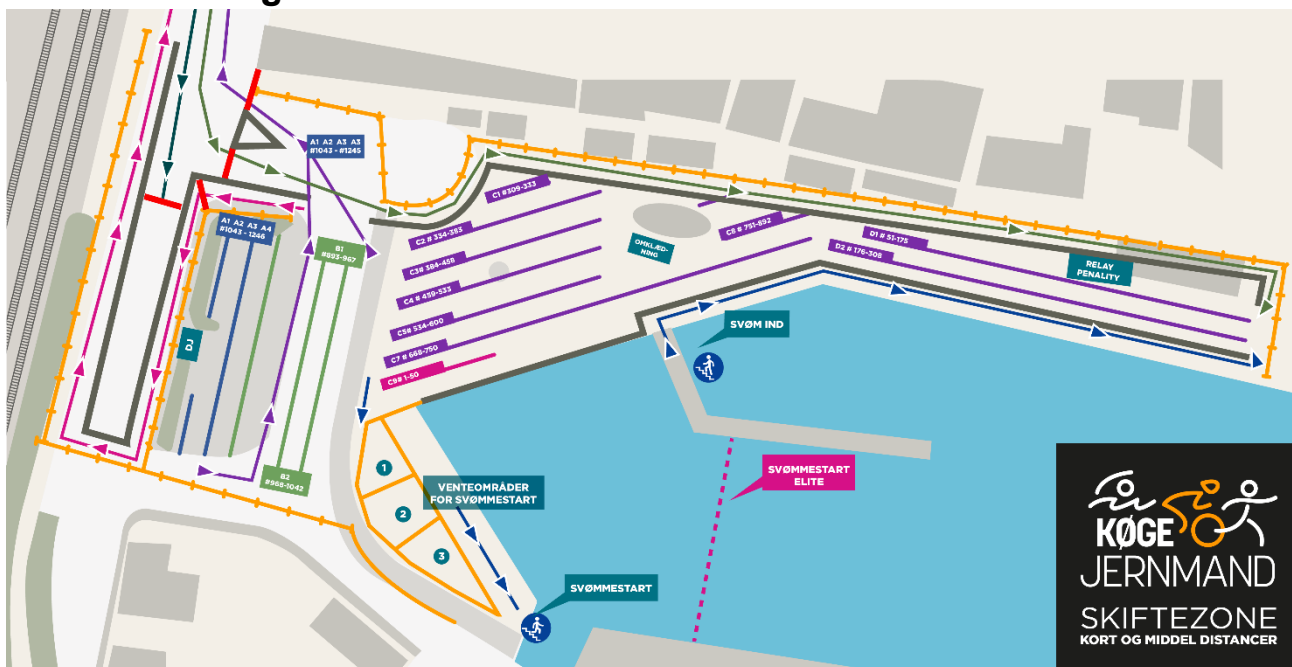 g
A1 A2 A3 A3
#1043 - #1245
A1 A2 A3 A4
#1043 - 1246
B1
#893-967
B2
#968-1042
DJ
C1 #309-333
C2 # 334-383
C3# 384-458
C4 # 459-533
C5# 534-600
C7 # 668-750
C9# 1-50
C8 # 751-892
OMKLÆD-
NING
D1 # 51-175
D2 # 176-308
RELAY
PENALITY
SVØM IND
1
2
3
VENTEOMRÅDER
FOR SVØMMESTART
SVØMMESTART
SVØMMESTART
ELITE
KØGE
JERNMAND
SKIFTEZONE
KORT OG MIDDEL DISTANCER